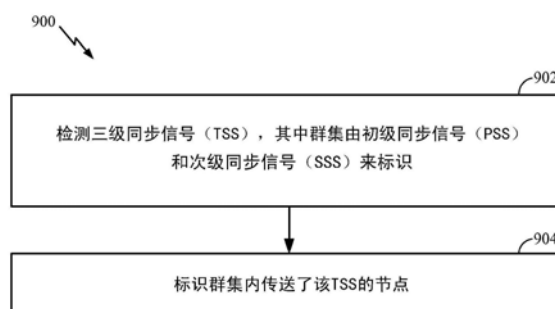 900
902
检测三级同步信号（TSS），其中群集由初级同步信号（PSS）
和次级同步信号（SSS）来标识
904
标识群集内传送了该TSS的节点